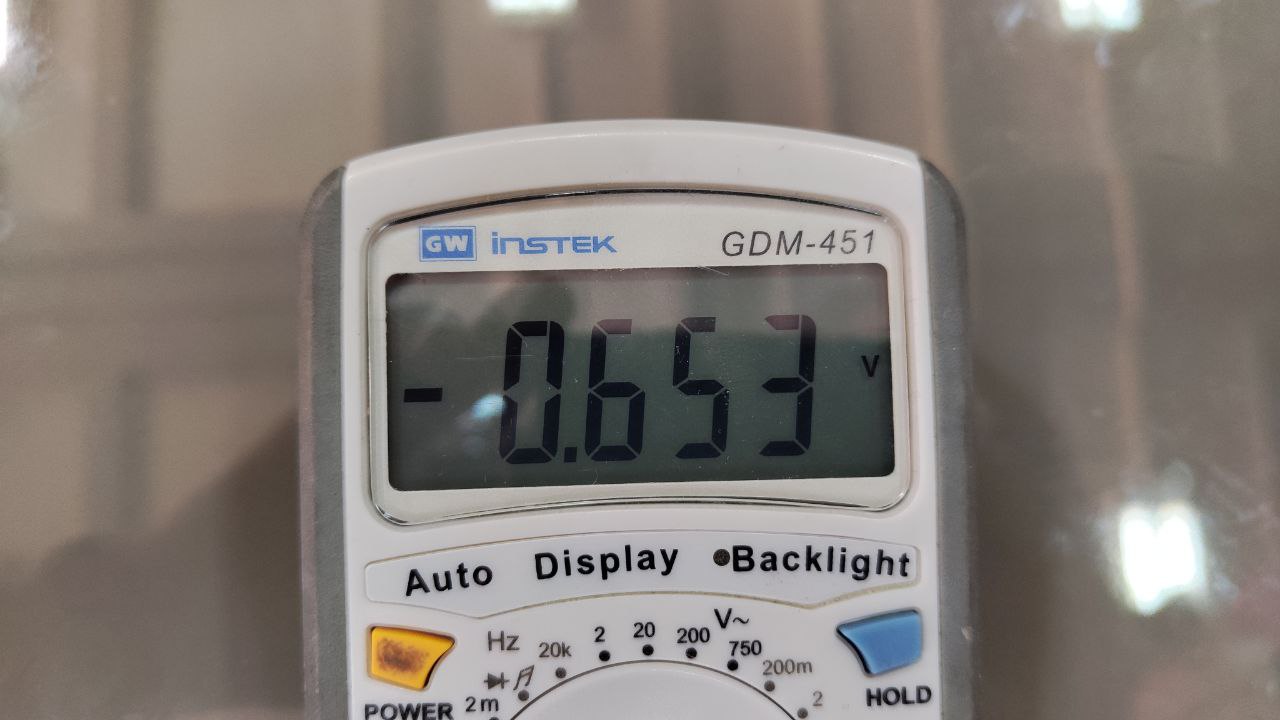 GW INSTEK GDM-451
-0.653 V
Auto Display Backlight
Hz 20k 2 20 200 V~ 750 200m 2
2m
POWER HOLD